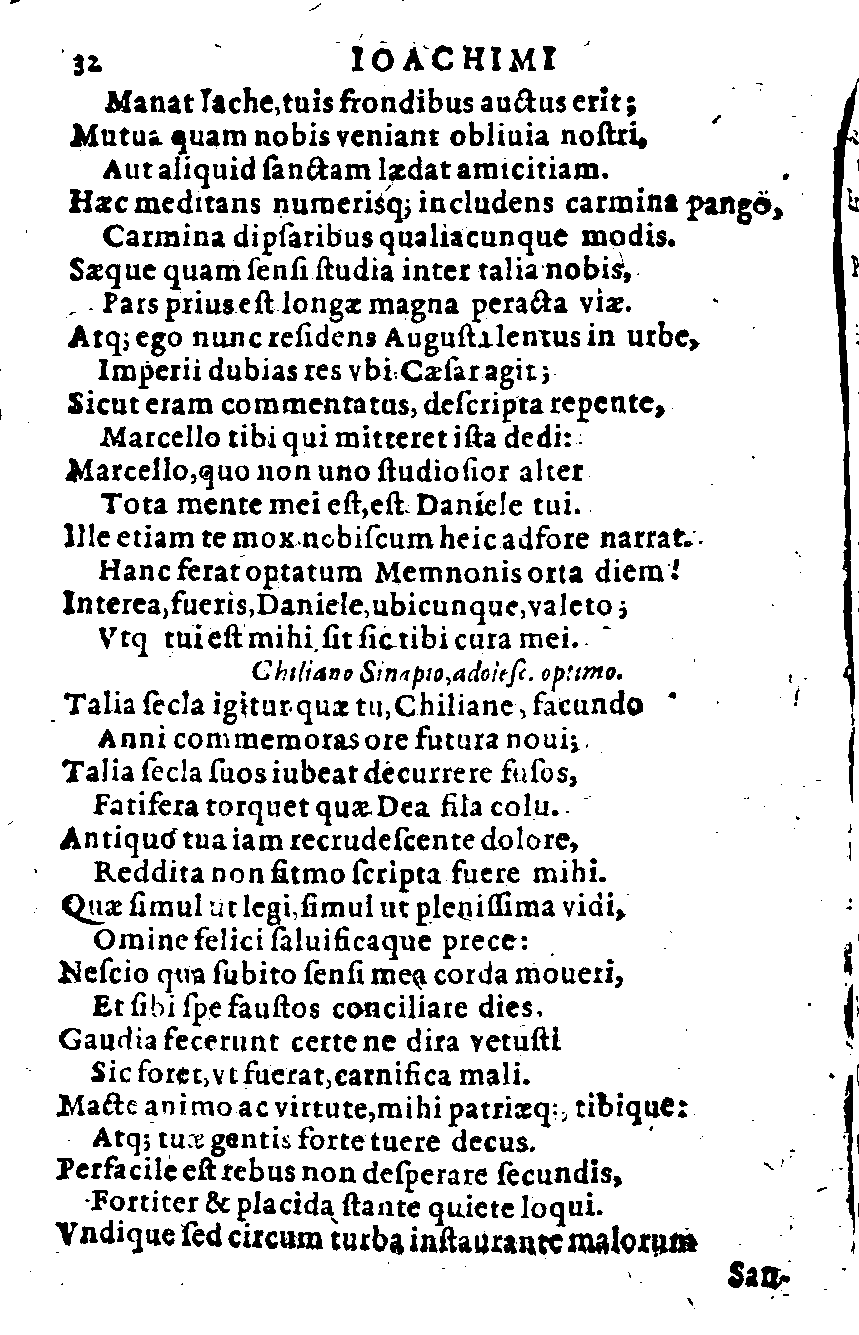 32 IOACHIMI
Manat Iache, tuis frondibus auctus erit;
Mutua quam nobis veniant obliuia noſtri,
Aut aliquid ſanctam lædat amicitiam.
Hæc meditans numerisq; includens carmina pango,
Carmina dipſaribus qualiacunque modis.
Sæque quam ſenſi ſtudia inter talia nobis,
Pars prius eſt longæ magna peracta viæ.
Atq; ego nunc reſidens Auguſta lentus in urbe,
Imperii dubias res vbi Cæſar agit;
Sicut eram commentatus, deſcripta repente,
Marcello tibi qui mitteret iſta dedi:
Marcello, quo non uno ſtudioſior alter
Tota mente mei eſt, eſt Daniele tui.
Ille etiam te mox nobiſcum heic adfore narrat.
Hanc ferat optatum Memnonis orta diem!
Interea, fueris, Daniele, ubicunque, valeto;
Vtq tui eſt mihi, ſit ſic tibi cura mei.
Chiliano Sinapio, adoleſc. optimo.
Talia ſecla igitur quæ tu, Chiliane, facundo
Anni commemoras ore futura noui;
Talia ſecla ſuos iubeat decurrere fuſos,
Fatifera torquet quæ Dea fila colu.
Antiquo tua iam recrudeſcente dolore,
Reddita non fitmo ſcripta fuere mihi.
Quæ ſimul ut legi, ſimul ut pleniſſima vidi,
Omine felici ſaluificaque prece:
Neſcio qua ſubito ſenſi mea corda moueri,
Et ſibi ſpe fauſtos conciliare dies.
Gaudia fecerunt certe ne dira vetuſti
Sic foret, vt fuerat, carnifica mali.
Macte animo ac virtute, mihi patriæq;, tibique:
Atq; tuæ gentis forte tuere decus.
Perfacile eſt rebus non deſperare ſecundis,
Fortiter & placida ſtante quiete loqui.
Vndique ſed circum turba inſtaurante malorum
San-